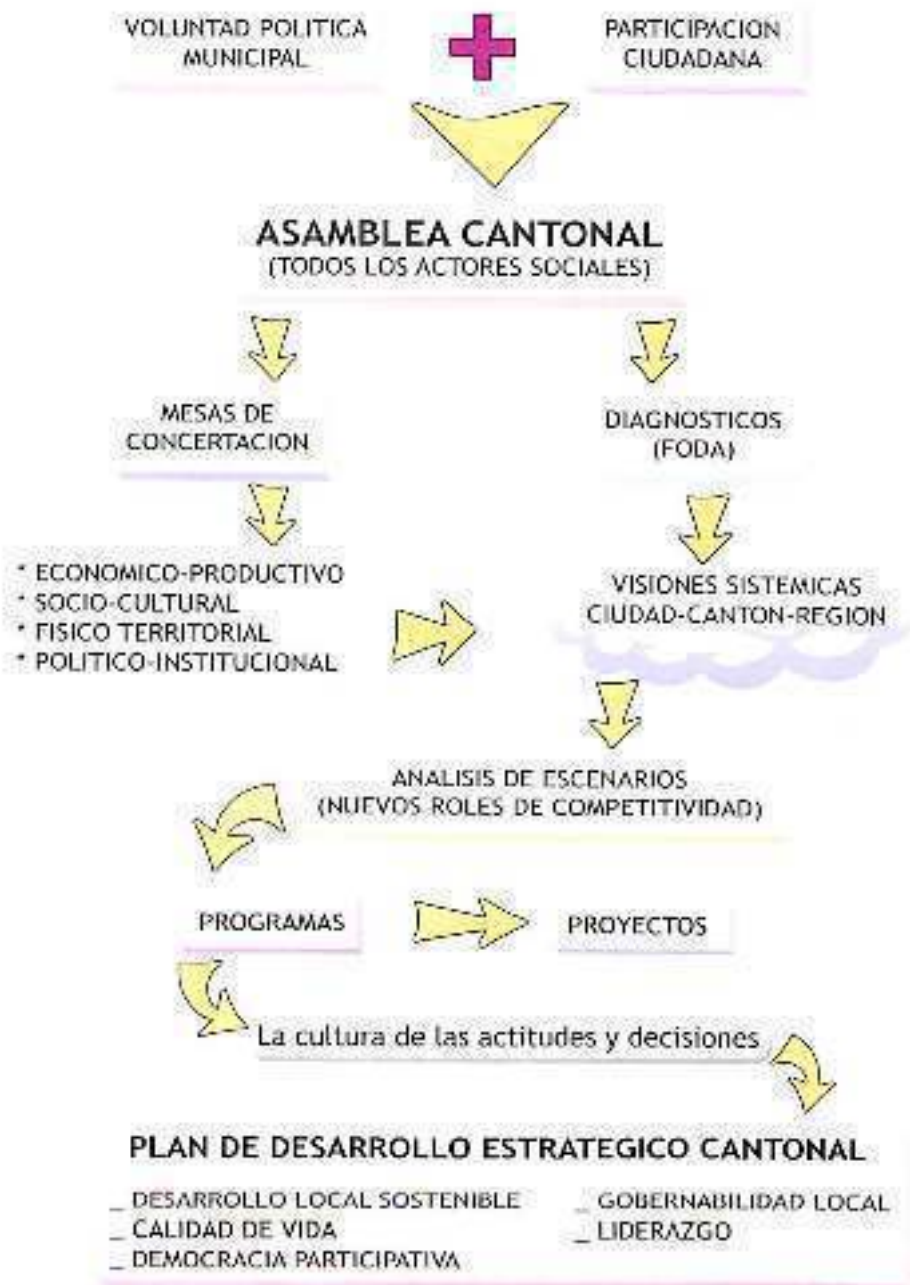 VOLUNTAD POLITICA
MUNICIPAL
PARTICIPACION
CIUDADANA
ASAMBLEA CANTONAL
(TODOS LOS ACTORES SOCIALES)
MESAS DE
CONCERTACION
DIAGNOSTICOS
(FODA)
* ECONOMICO-PRODUCTIVO
* SOCIO-CULTURAL
* FISICO TERRITORIAL
* POLITICO-INSTITUCIONAL
VISIONES SISTEMICAS
CIUDAD-CANTON-REGION
ANALISIS DE ESCENARIOS
(NUEVOS ROLES DE COMPETITIVIDAD)
PROGRAMAS
PROYECTOS
La cultura de las actitudes y decisiones
PLAN DE DESARROLLO ESTRATEGICO CANTONAL
_ DESARROLLO LOCAL SOSTENIBLE
_ CALIDAD DE VIDA
_ DEMOCRACIA PARTICIPATIVA
_ GOBERNABILIDAD LOCAL
_ LIDERAZGO